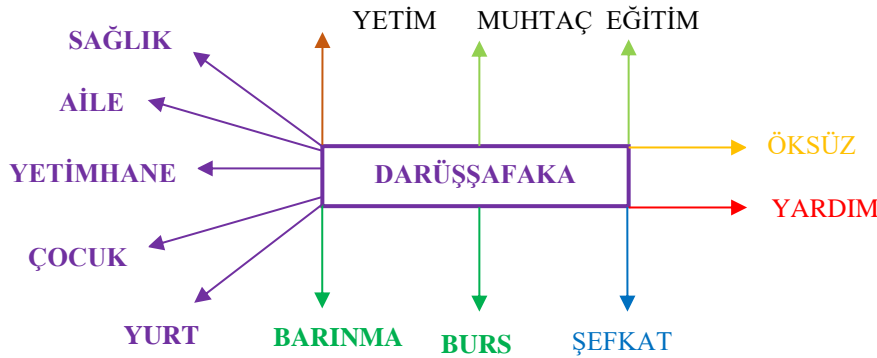 YETİM MUHTAÇ EĞİTİM
SAĞLIK
AİLE
ÖKSÜZ
YETİMHANE
DARÜŞŞAFAKA
YARDIM
ÇOCUK
YURT
BARINMA
BURS
ŞEFKAT